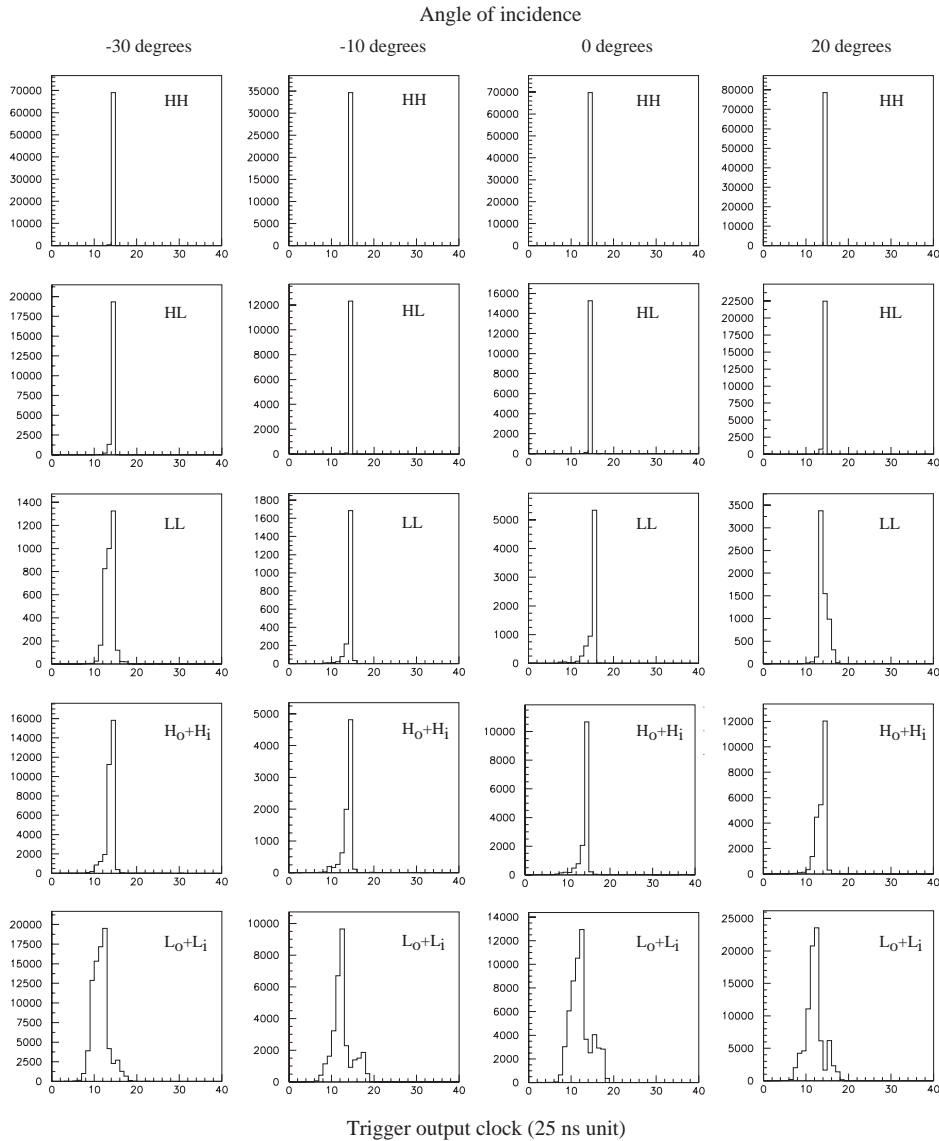 Angle of incidence
-30 degrees -10 degrees 0 degrees 20 degrees
HH HH HH HH
70000 60000 50000 40000 30000 20000 10000 0
0 10 20 30 40
35000 30000 25000 20000 15000 10000 5000 0
0 10 20 30 40
70000 60000 50000 40000 30000 20000 10000 0
0 10 20 30 40
80000 70000 60000 50000 40000 30000 20000 10000 0
0 10 20 30 40
HL HL HL HL
20000 17500 15000 12500 10000 7500 5000 2500 0
0 10 20 30 40
12000 10000 8000 6000 4000 2000 0
0 10 20 30 40
16000 14000 12000 10000 8000 6000 4000 2000 0
0 10 20 30 40
22500 20000 17500 15000 12500 10000 7500 5000 2500 0
0 10 20 30 40
LL LL LL LL
1400 1200 1000 800 600 400 200 0
0 10 20 30 40
1800 1600 1400 1200 1000 800 600 400 200 0
0 10 20 30 40
5000 4000 3000 2000 1000 0
0 10 20 30 40
3500 3000 2500 2000 1500 1000 500 0
0 10 20 30 40
Ho+Hi Ho+Hi Ho+Hi Ho+Hi
16000 14000 12000 10000 8000 6000 4000 2000 0
0 10 20 30 40
5000 4000 3000 2000 1000 0
0 10 20 30 40
10000 8000 6000 4000 2000 0
0 10 20 30 40
12000 10000 8000 6000 4000 2000 0
0 10 20 30 40
Lo+Li Lo+Li Lo+Li Lo+Li
20000 17500 15000 12500 10000 7500 5000 2500 0
0 10 20 30 40
10000 8000 6000 4000 2000 0
0 10 20 30 40
14000 12000 10000 8000 6000 4000 2000 0
0 10 20 30 40
25000 20000 15000 10000 5000 0
0 10 20 30 40
Trigger output clock (25 ns unit)